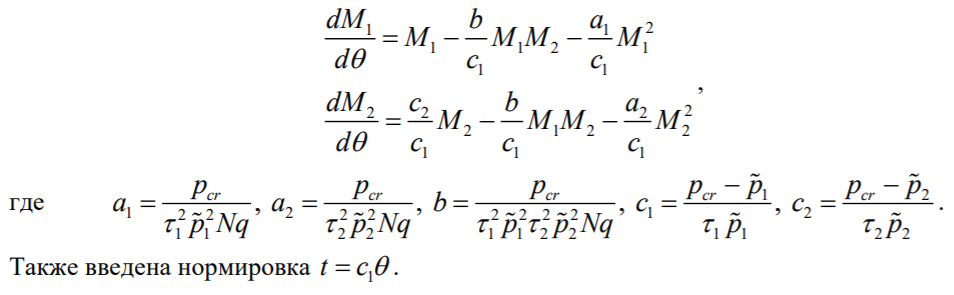 dM₁/dθ = M₁ − (b/c₁)M₁M₂ − (a₁/c₁)M₁²
dM₂/dθ = (c₂/c₁)M₂ − (b/c₁)M₁M₂ − (a₂/c₁)M₂²,
где a₁ = p_cr/(τ₁²p̃₁²Nq), a₂ = p_cr/(τ₂²p̃₂²Nq), b = p_cr/(τ₁²p̃₁²τ₂²p̃₂²Nq), c₁ = (p_cr − p̃₁)/(τ₁p̃₁), c₂ = (p_cr − p̃₂)/(τ₂p̃₂).
Также введена нормировка t = c₁θ.